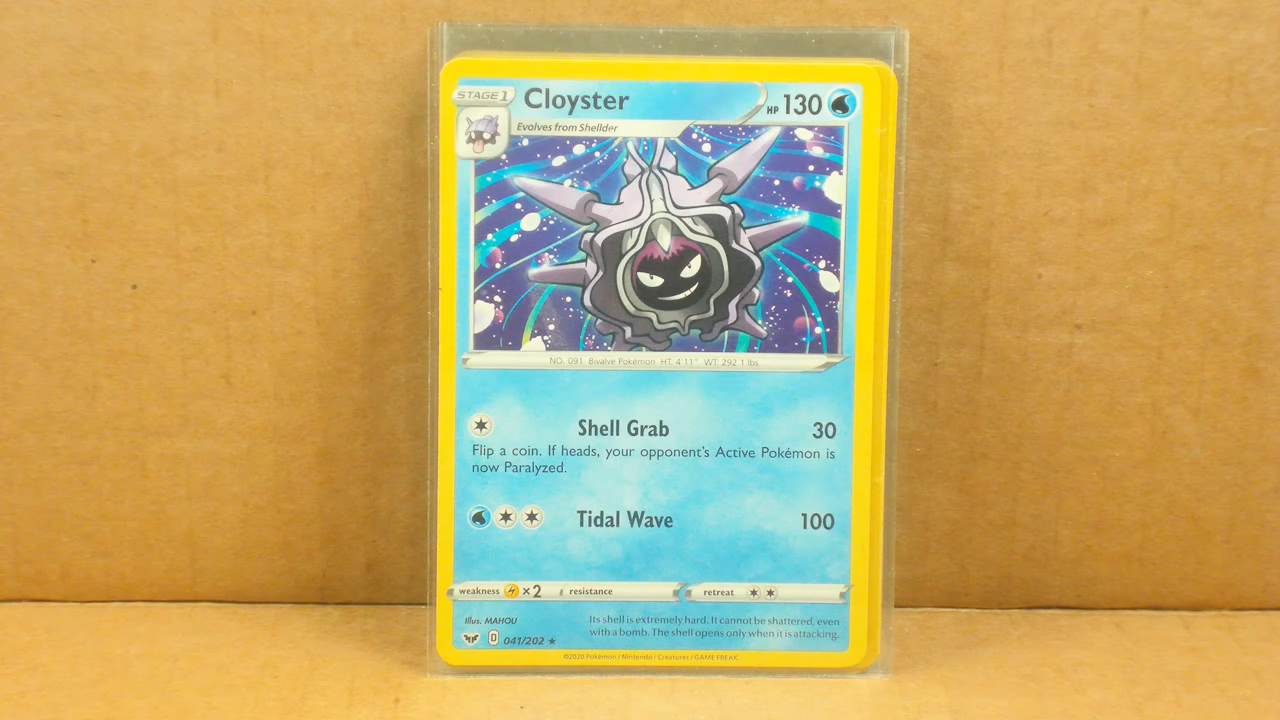 STAGE 1
Cloyster
HP 130
Evolves from Shellder
NO. 091 Bivalve Pokémon HT: 4'11" WT: 292.1 lbs
Shell Grab 30
Flip a coin. If heads, your opponent's Active Pokémon is
now Paralyzed.
Tidal Wave 100
weakness ×2 resistance retreat
Illus. MAHOU
Its shell is extremely hard. It cannot be shattered, even
with a bomb. The shell opens only when it is attacking.
D 041/202 ★
©2020 Pokémon / Nintendo / Creatures / GAME FREAK